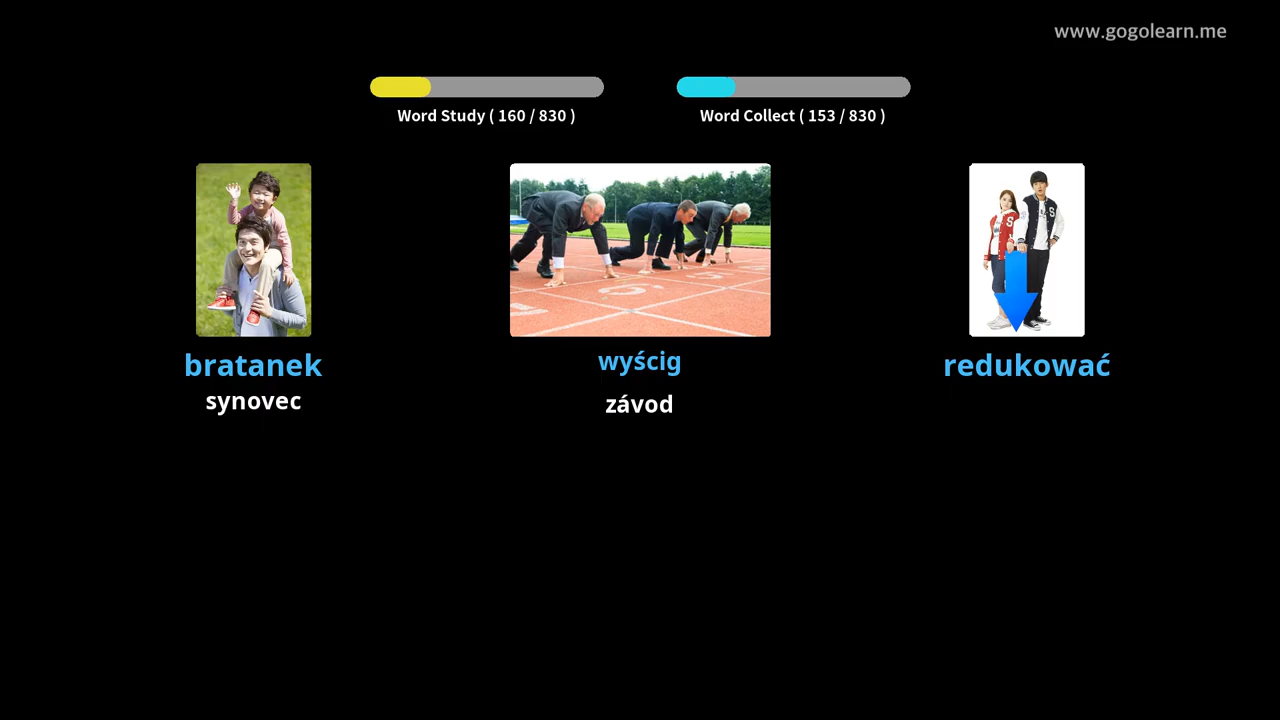 www.gogolearn.me
Word Study ( 160 / 830 )
Word Collect ( 153 / 830 )
bratanek
synovec
wyścig
závod
redukować